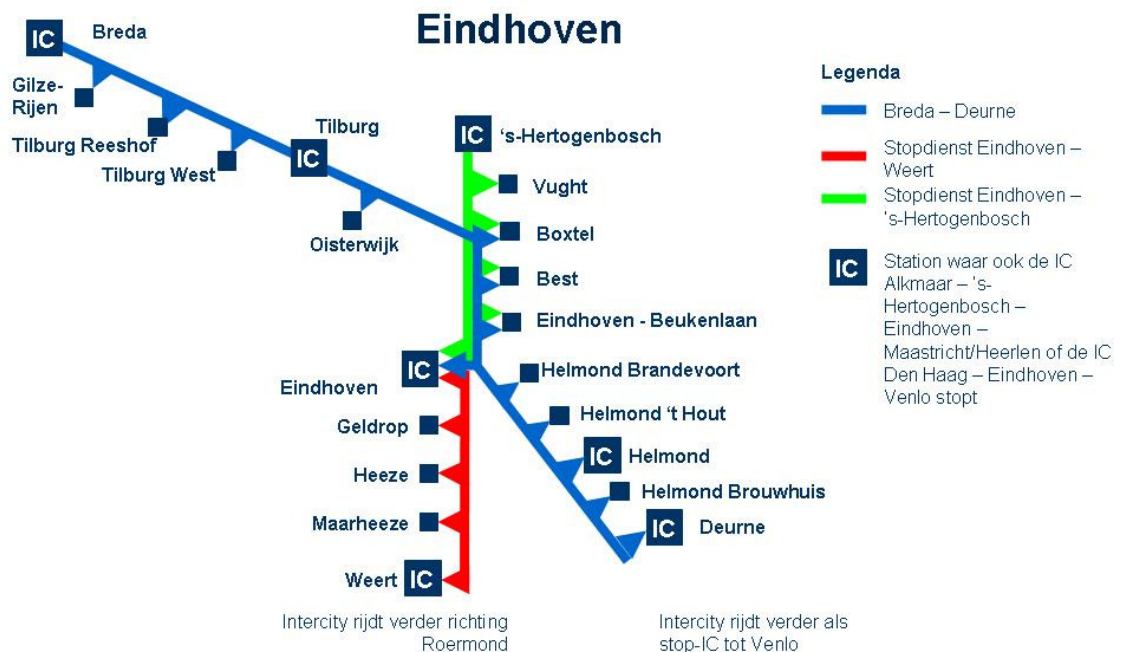 Eindhoven
IC
Breda
Gilze-
Rijen
Tilburg Reeshof
Tilburg West
Tilburg
IC
Oisterwijk
IC
's-Hertogenbosch
Vught
Boxtel
Best
Eindhoven - Beukenlaan
IC
Eindhoven
Geldrop
Heeze
Maarheeze
Weert
IC
Helmond Brandevoort
Helmond ‘t Hout
IC
Helmond
Helmond Brouwhuis
IC
Deurne
Intercity rijdt verder richting
Roermond
Intercity rijdt verder als
stop-IC tot Venlo
Legenda
Breda – Deurne
Stopdienst Eindhoven –
Weert
Stopdienst Eindhoven –
's-Hertogenbosch
IC
Station waar ook de IC
Alkmaar – 's-
Hertogenbosch –
Eindhoven –
Maastricht/Heerlen of de IC
Den Haag – Eindhoven –
Venlo stopt